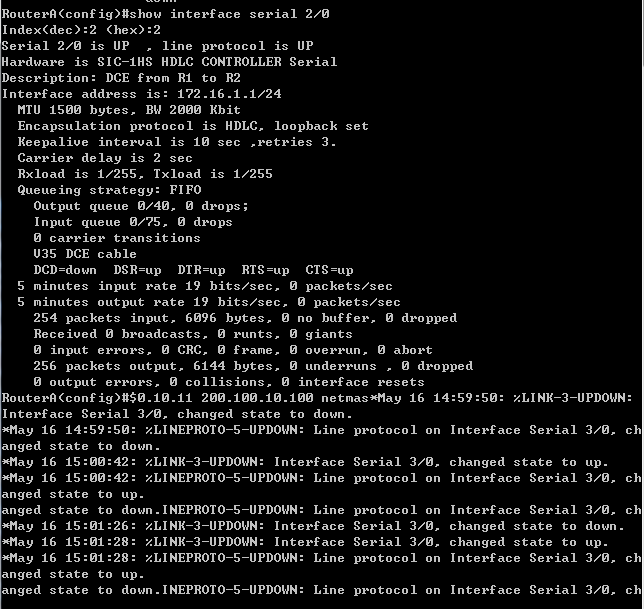 down
RouterA(config)#show interface serial 2/0
Index(dec):2 (hex):2
Serial 2/0 is UP  , line protocol is UP
Hardware is SIC-1HS HDLC CONTROLLER Serial
Description: DCE from R1 to R2
Interface address is: 172.16.1.1/24
  MTU 1500 bytes, BW 2000 Kbit
  Encapsulation protocol is HDLC, loopback set
  Keepalive interval is 10 sec ,retries 3.
  Carrier delay is 2 sec
  Rxload is 1/255, Txload is 1/255
  Queueing strategy: FIFO
    Output queue 0/40, 0 drops;
    Input queue 0/75, 0 drops
    0 carrier transitions
    V35 DCE cable
    DCD=down  DSR=up  DTR=up  RTS=up  CTS=up
  5 minutes input rate 19 bits/sec, 0 packets/sec
  5 minutes output rate 19 bits/sec, 0 packets/sec
    254 packets input, 6096 bytes, 0 no buffer, 0 dropped
    Received 0 broadcasts, 0 runts, 0 giants
    0 input errors, 0 CRC, 0 frame, 0 overrun, 0 abort
    256 packets output, 6144 bytes, 0 underruns , 0 dropped
    0 output errors, 0 collisions, 0 interface resets
RouterA(config)#$0.10.11 200.100.10.100 netmas*May 16 14:59:50: %LINK-3-UPDOWN:
Interface Serial 3/0, changed state to down.
*May 16 14:59:50: %LINEPROTO-5-UPDOWN: Line protocol on Interface Serial 3/0, ch
anged state to down.
*May 16 15:00:42: %LINK-3-UPDOWN: Interface Serial 3/0, changed state to up.
*May 16 15:00:42: %LINEPROTO-5-UPDOWN: Line protocol on Interface Serial 3/0, ch
anged state to up.
anged state to down.INEPROTO-5-UPDOWN: Line protocol on Interface Serial 3/0, ch
*May 16 15:01:26: %LINK-3-UPDOWN: Interface Serial 3/0, changed state to down.
*May 16 15:01:28: %LINK-3-UPDOWN: Interface Serial 3/0, changed state to up.
*May 16 15:01:28: %LINEPROTO-5-UPDOWN: Line protocol on Interface Serial 3/0, ch
anged state to up.
anged state to down.INEPROTO-5-UPDOWN: Line protocol on Interface Serial 3/0, ch